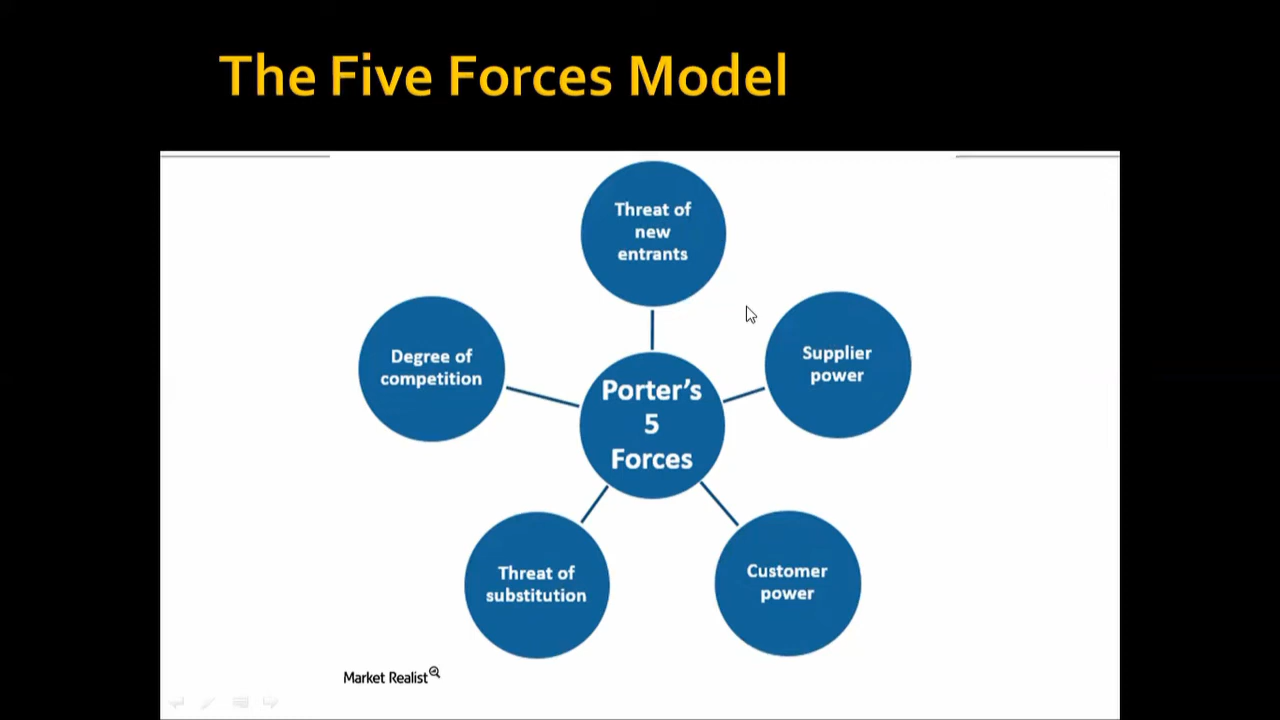 The Five Forces Model
Threat of
new
entrants
Degree of
competition
Supplier
power
Porter’s
5
Forces
Threat of
substitution
Customer
power
Market Realist